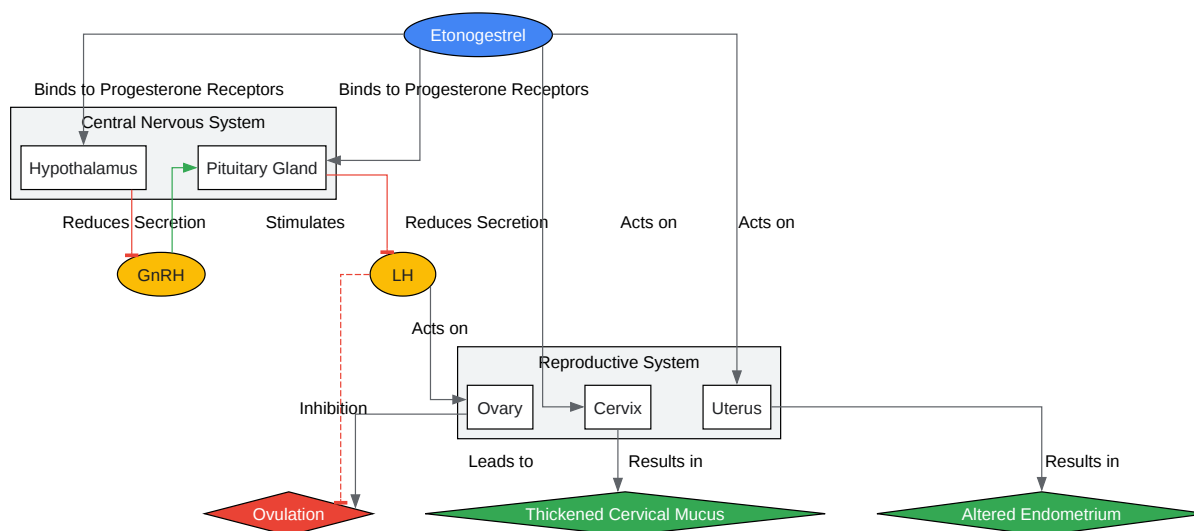 Etonogestrel
Binds to Progesterone Receptors
Binds to Progesterone Receptors
Central Nervous System
Hypothalamus
Pituitary Gland
Reduces Secretion
Stimulates
Reduces Secretion
Acts on
Acts on
GnRH
LH
Acts on
Reproductive System
Ovary
Cervix
Uterus
Inhibition
Leads to
Results in
Results in
Ovulation
Thickened Cervical Mucus
Altered Endometrium